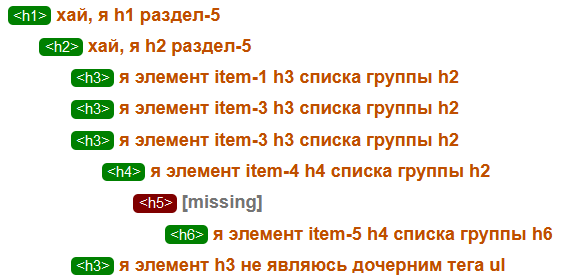 <h1> хай, я h1 раздел-5
<h2> хай, я h2 раздел-5
<h3> я элемент item-1 h3 списка группы h2
<h3> я элемент item-3 h3 списка группы h2
<h3> я элемент item-3 h3 списка группы h2
<h4> я элемент item-4 h4 списка группы h2
<h5> [missing]
<h6> я элемент item-5 h4 списка группы h6
<h3> я элемент h3 не являюсь дочерним тега ul